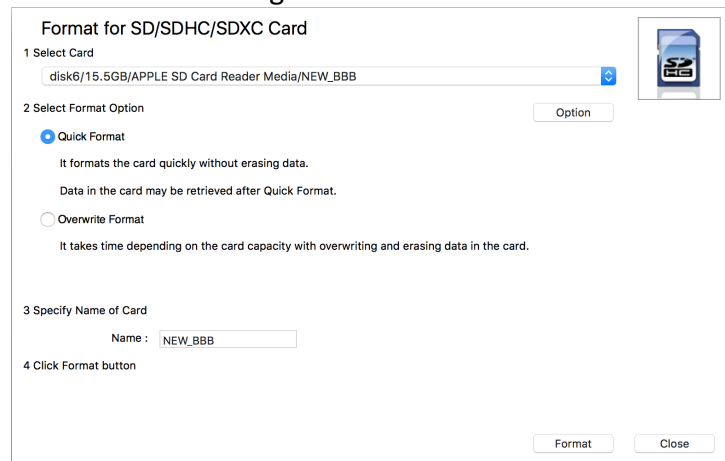 Format for SD/SDHC/SDXC Card
1 Select Card
disk6/15.5GB/APPLE SD Card Reader Media/NEW_BBB
SD
HC
2 Select Format Option
Option
Quick Format
It formats the card quickly without erasing data.
Data in the card may be retrieved after Quick Format.
Overwrite Format
It takes time depending on the card capacity with overwriting and erasing data in the card.
3 Specify Name of Card
Name : NEW_BBB
4 Click Format button
Format Close